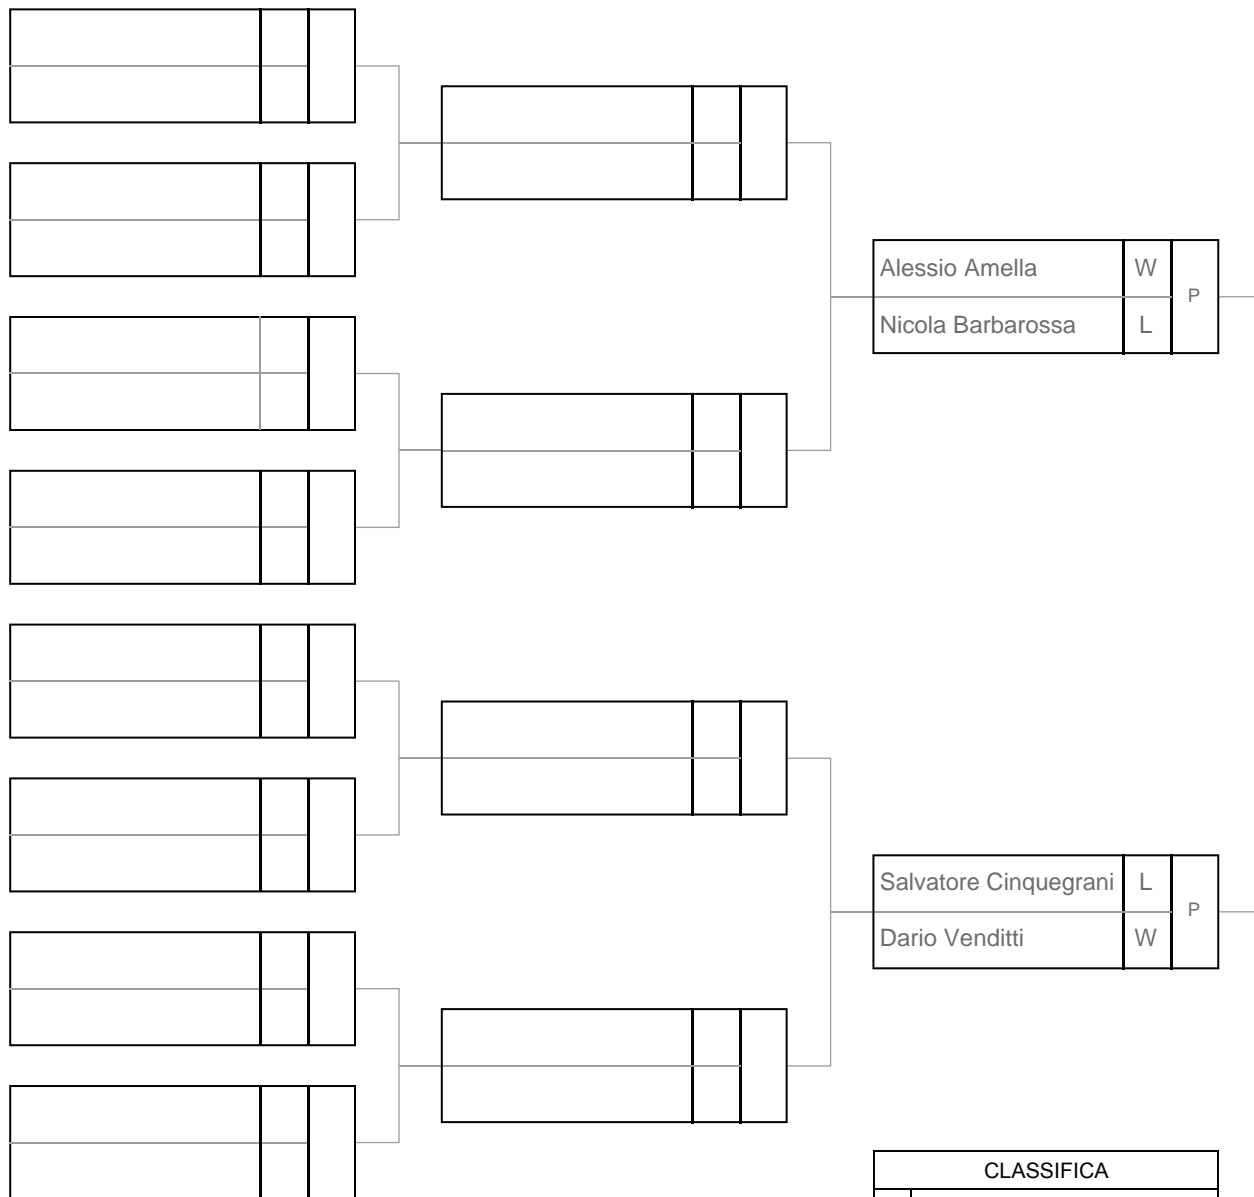 Alessio Amella W
P
Nicola Barbarossa L
Salvatore Cinquegrani L
P
Dario Venditti W
CLASSIFICA